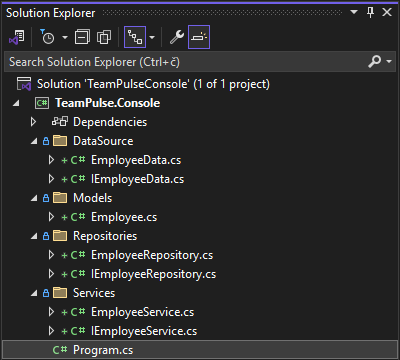 Solution Explorer
Search Solution Explorer (Ctrl+č)
Solution 'TeamPulseConsole' (1 of 1 project)
C# TeamPulse.Console
Dependencies
DataSource
+ C# EmployeeData.cs
+ C# IEmployeeData.cs
Models
+ C# Employee.cs
Repositories
+ C# EmployeeRepository.cs
+ C# IEmployeeRepository.cs
Services
+ C# EmployeeService.cs
+ C# IEmployeeService.cs
C# Program.cs